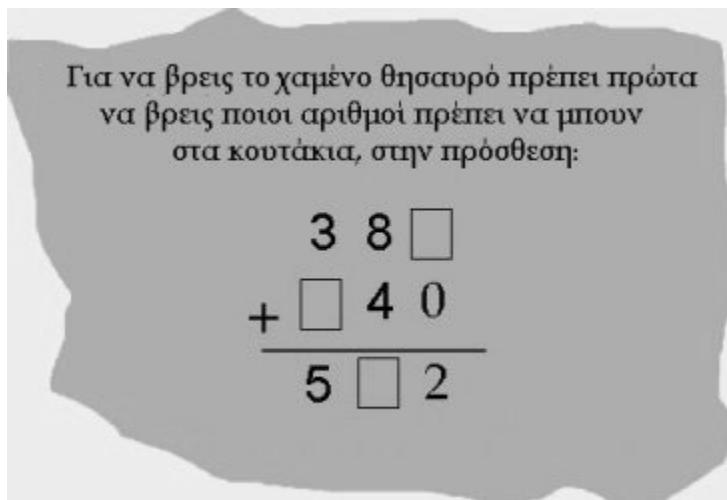 Για να βρεις το χαμένο θησαυρό πρέπει πρώτα
να βρεις ποιοι αριθμοί πρέπει να μπουν
στα κουτάκια, στην πρόσθεση:
3 8 □
+ □ 4 0
5 □ 2